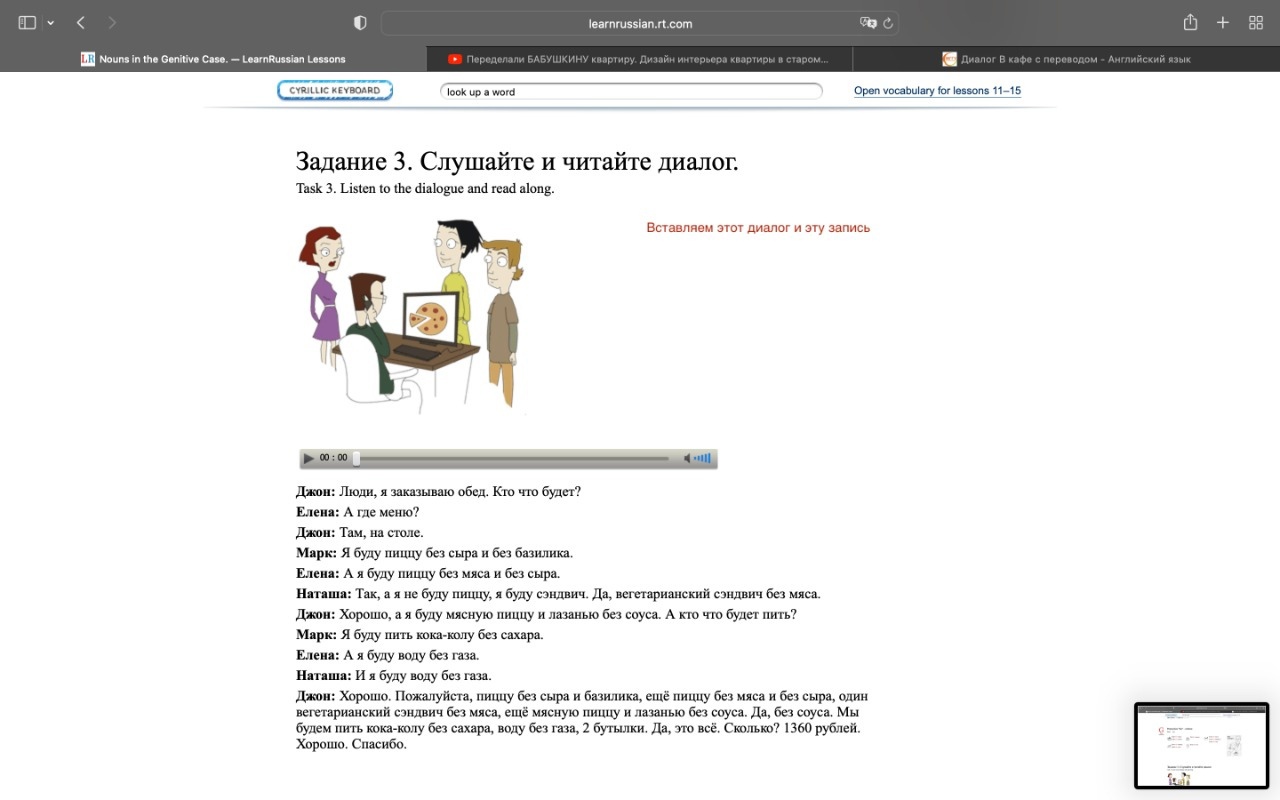 learnrussian.rt.com
Nouns in the Genitive Case. — LearnRussian Lessons
Переделали БАБУШКИНУ квартиру. Дизайн интерьера квартиры в старом...
Диалог В кафе с переводом - Английский язык
CYRILLIC KEYBOARD
look up a word
Open vocabulary for lessons 11–15
Задание 3. Слушайте и читайте диалог.
Task 3. Listen to the dialogue and read along.
Вставляем этот диалог и эту запись
00 : 00
Джон: Люди, я заказываю обед. Кто что будет?
Елена: А где меню?
Джон: Там, на столе.
Марк: Я буду пиццу без сыра и без базилика.
Елена: А я буду пиццу без мяса и без сыра.
Наташа: Так, а я не буду пиццу, я буду сэндвич. Да, вегетарианский сэндвич без мяса.
Джон: Хорошо, а я буду мясную пиццу и лазанью без соуса. А кто что будет пить?
Марк: Я буду пить кока-колу без сахара.
Елена: А я буду воду без газа.
Наташа: И я буду воду без газа.
Джон: Хорошо. Пожалуйста, пиццу без сыра и базилика, ещё пиццу без мяса и без сыра, один
вегетарианский сэндвич без мяса, ещё мясную пиццу и лазанью без соуса. Да, без соуса. Мы
будем пить кока-колу без сахара, воду без газа, 2 бутылки. Да, это всё. Сколько? 1360 рублей.
Хорошо. Спасибо.